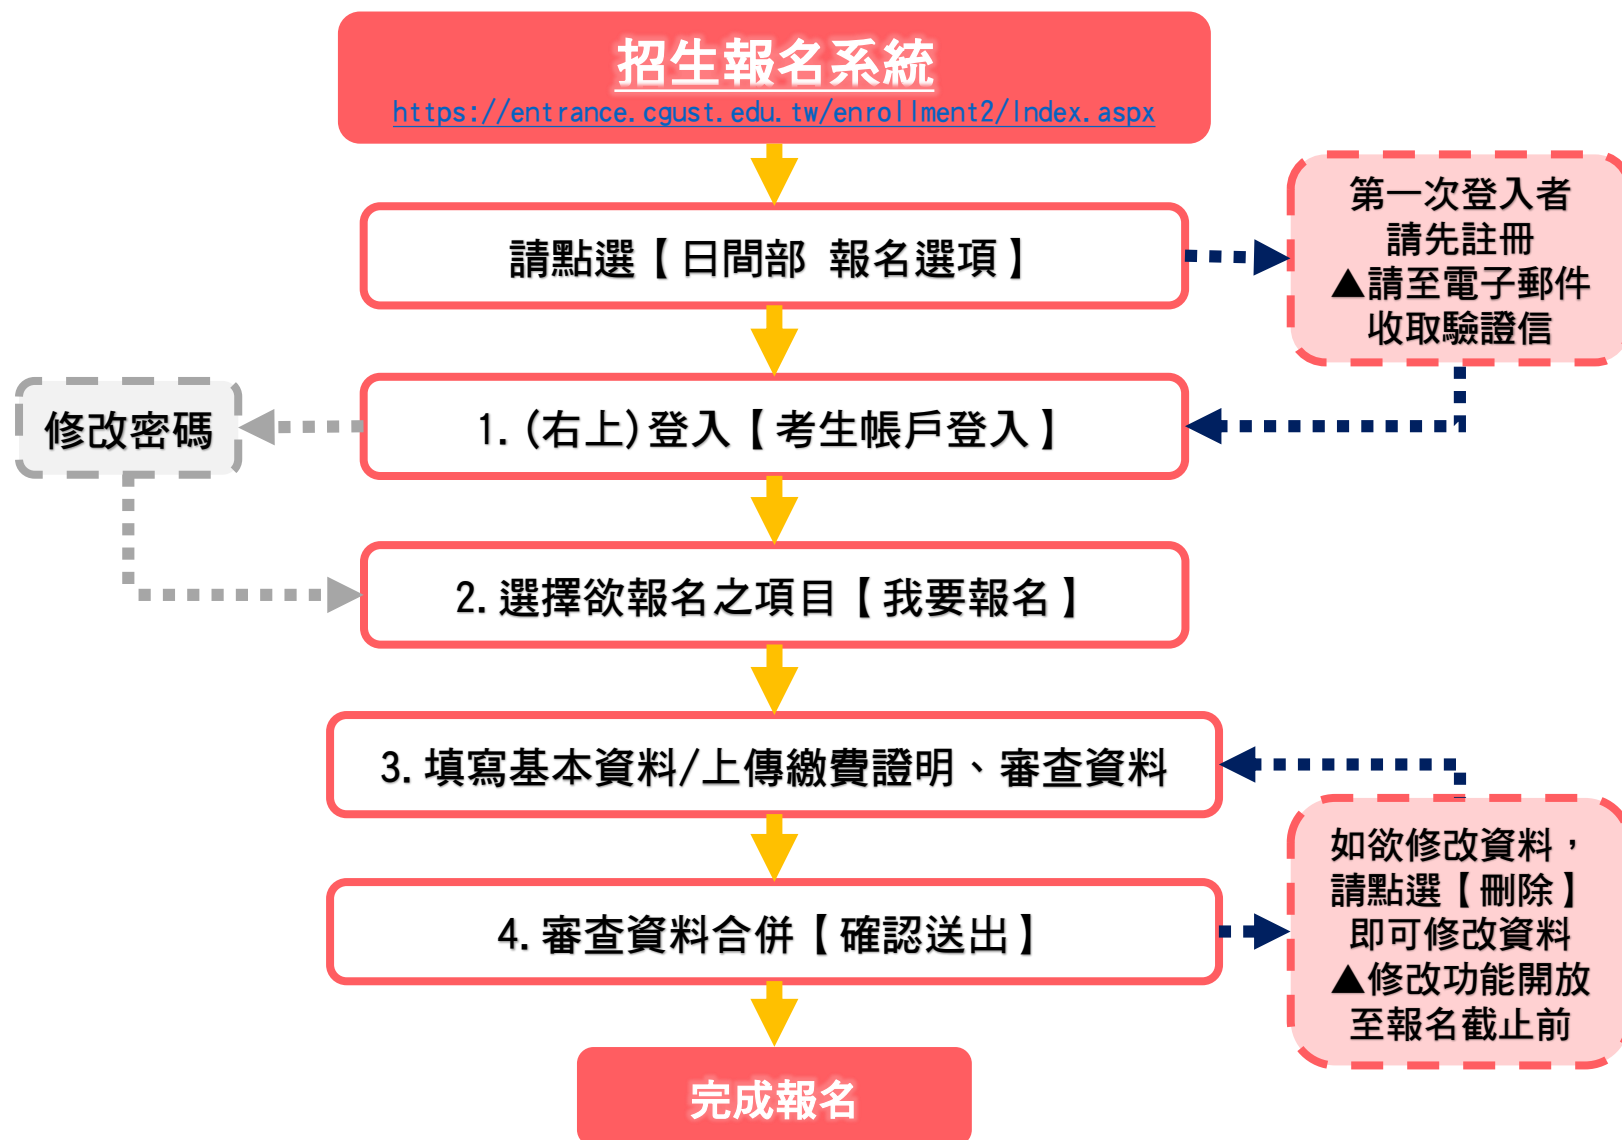 招生報名系統
https://entrance.cgust.edu.tw/enrollment2/Index.aspx
請點選【日間部 報名選項】
第一次登入者
請先註冊
▲請至電子郵件
收取驗證信
1.(右上)登入【考生帳戶登入】
修改密碼
2.選擇欲報名之項目【我要報名】
3.填寫基本資料/上傳繳費證明、審查資料
4.審查資料合併【確認送出】
如欲修改資料，
請點選【刪除】
即可修改資料
▲修改功能開放
至報名截止前
完成報名